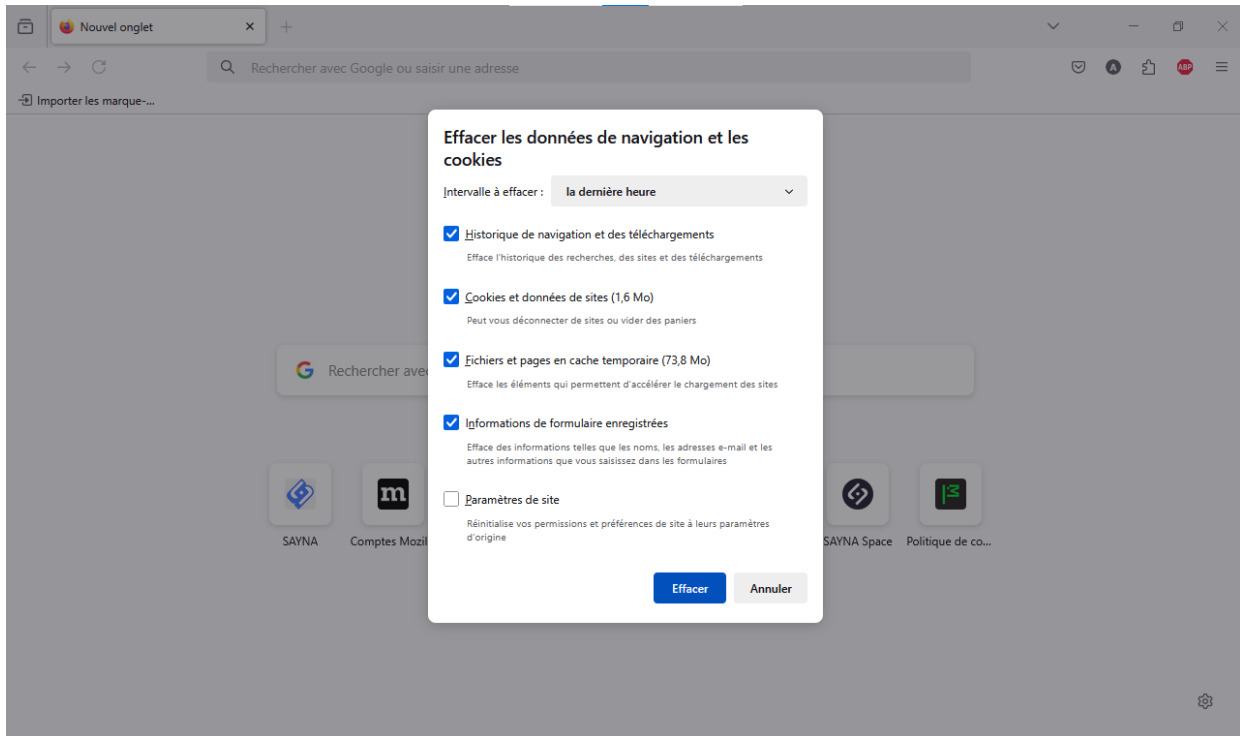 Nouvel onglet
Rechercher avec Google ou saisir une adresse
A
ABP
Importer les marque-...
Effacer les données de navigation et les
cookies
Intervalle à effacer : la dernière heure
Historique de navigation et des téléchargements
Efface l'historique des recherches, des sites et des téléchargements
Cookies et données de sites (1,6 Mo)
Peut vous déconnecter de sites ou vider des paniers
Fichiers et pages en cache temporaire (73,8 Mo)
Efface les éléments qui permettent d'accélérer le chargement des sites
Informations de formulaire enregistrées
Efface des informations telles que les noms, les adresses e-mail et les
autres informations que vous saisissez dans les formulaires
Paramètres de site
Réinitialise vos permissions et préférences de site à leurs paramètres
d'origine
Effacer Annuler
G Rechercher avec
m
SAYNA Comptes Mozil SAYNA Space Politique de co...